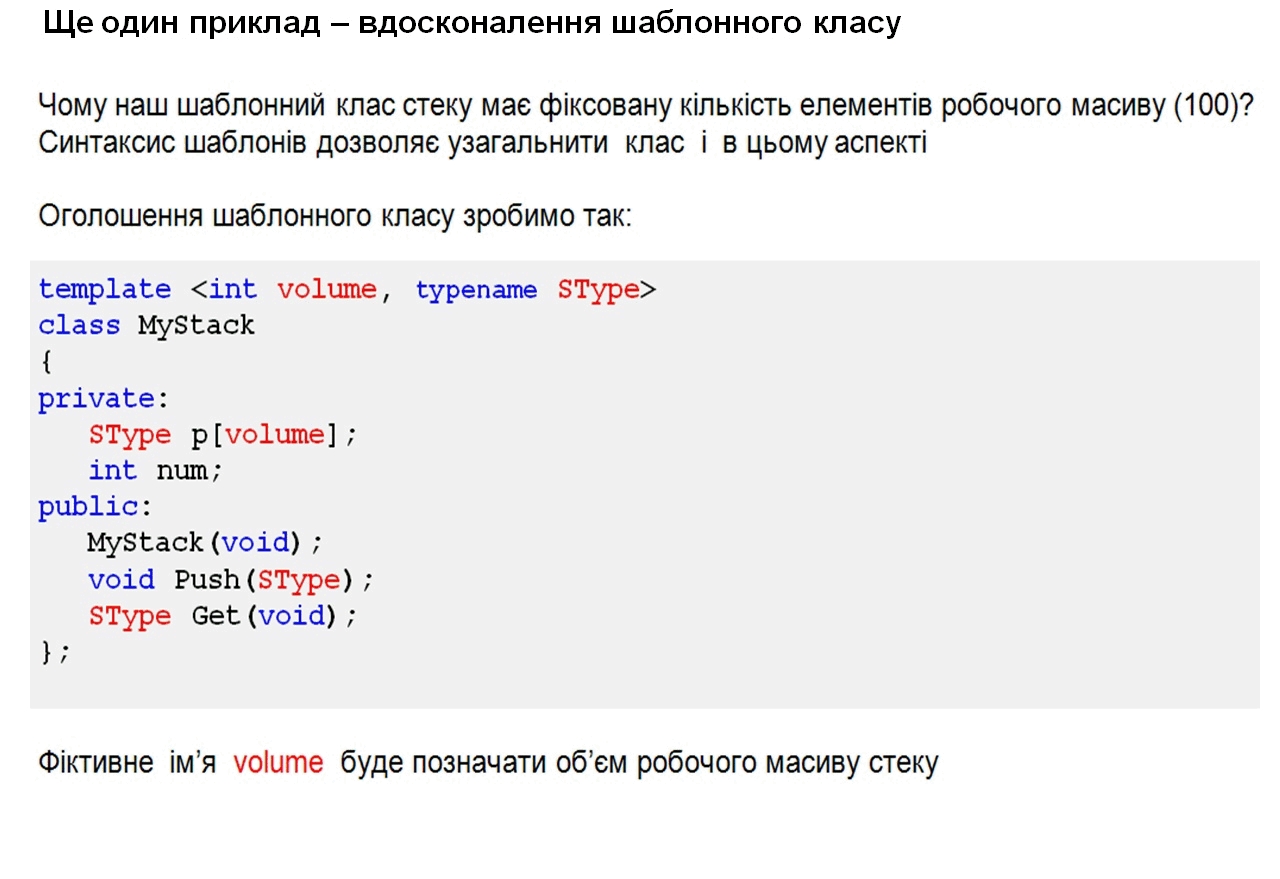 Ще один приклад – вдосконалення шаблонного класу
Чому наш шаблонний клас стеку має фіксовану кількість елементів робочого масиву (100)?
Синтаксис шаблонів дозволяє узагальнити клас і в цьому аспекті
Оголошення шаблонного класу зробимо так:
template <int volume, typename SType>
class MyStack
{
private:
   SType p[volume];
   int num;
public:
   MyStack(void);
   void Push(SType);
   SType Get(void);
};
Фіктивне ім’я volume буде позначати об’єм робочого масиву стеку